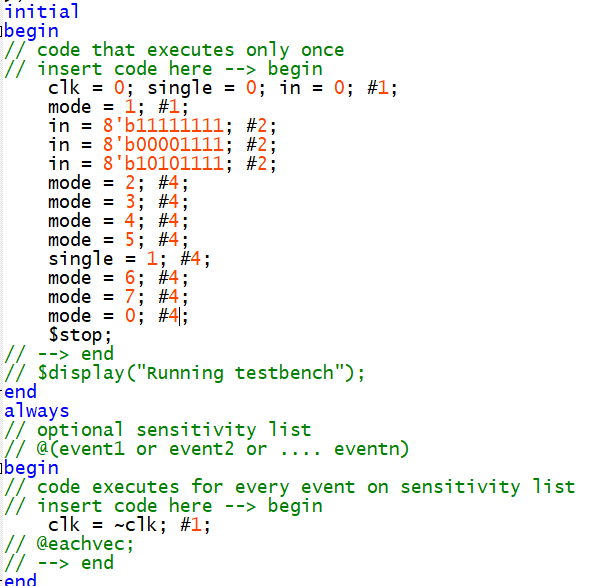 initial
begin
// code that executes only once
// insert code here --> begin
clk = 0; single = 0; in = 0; #1;
mode = 1; #1;
in = 8'b11111111; #2;
in = 8'b00001111; #2;
in = 8'b10101111; #2;
mode = 2; #4;
mode = 3; #4;
mode = 4; #4;
mode = 5; #4;
single = 1; #4;
mode = 6; #4;
mode = 7; #4;
mode = 0; #4;
$stop;
// --> end
// $display("Running testbench");
end
always
// optional sensitivity list
// @(event1 or event2 or .... eventn)
begin
// code executes for every event on sensitivity list
// insert code here --> begin
clk = ~clk; #1;
// @eachvec;
// --> end
end